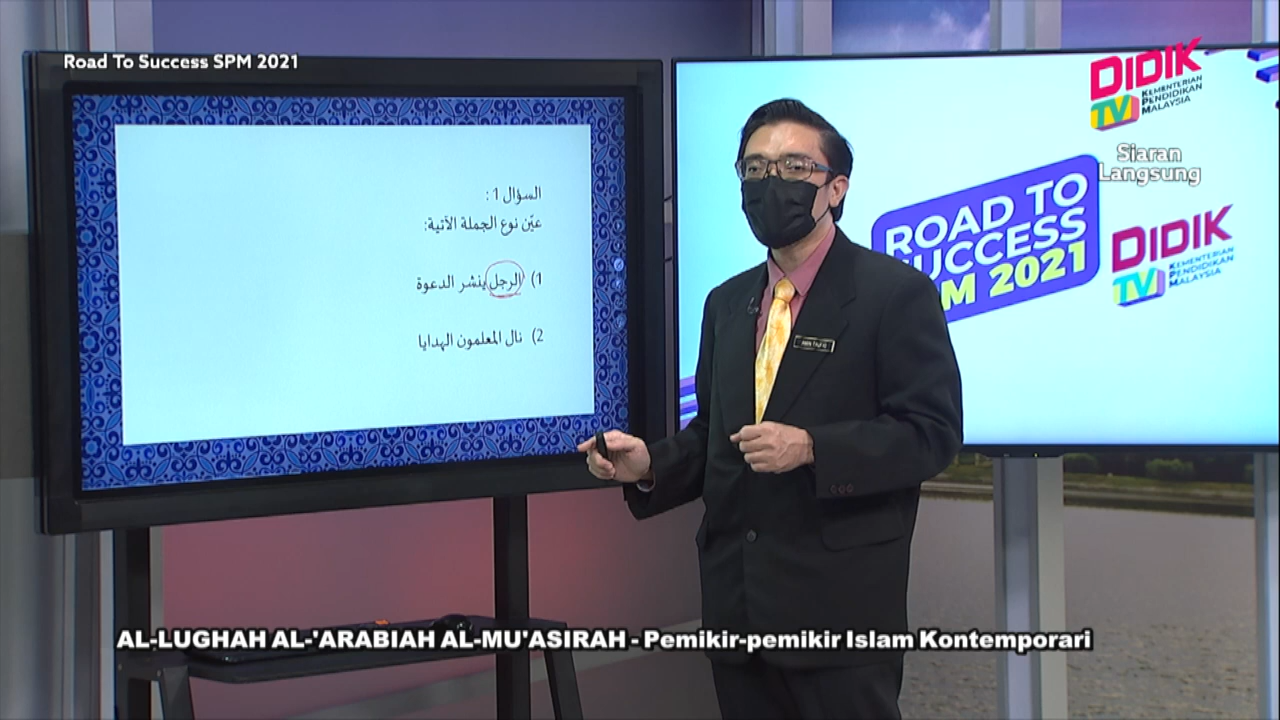 Road To Success SPM 2021
السؤال 1 :
عيّن نوع الجملة الآتية:
1) الرجل ينشر الدعوة
2) نال المعلمون الهدايا
DIDIK
TV
KEMENTERIAN
PENDIDIKAN
MALAYSIA
Siaran
Langsung
ROAD TO
SUCCESS
M 2021
DIDIK
TV
KEMENTERIAN
PENDIDIKAN
MALAYSIA
AL-LUGHAH AL-'ARABIAH AL-MU'ASIRAH - Pemikir-pemikir Islam Kontemporari